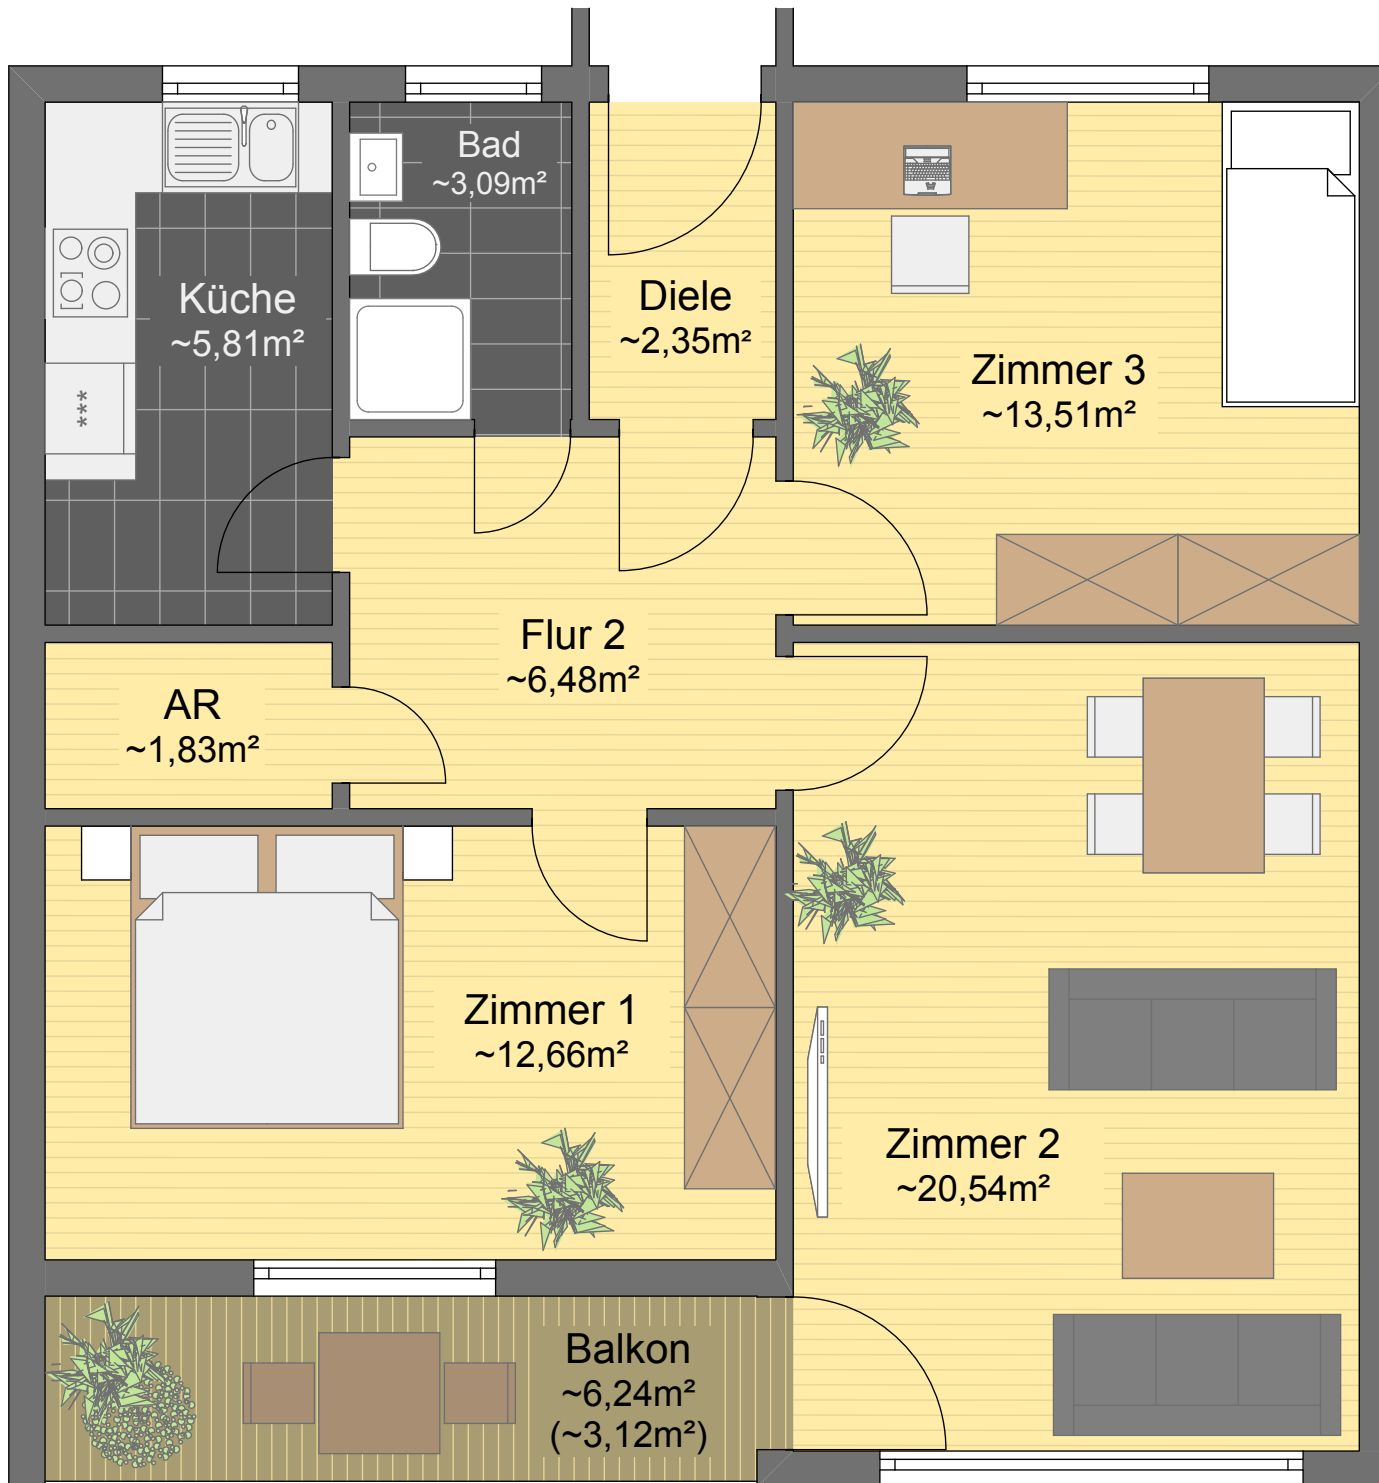 Bad
~3,09m²
Küche
~5,81m²
Diele
~2,35m²
Zimmer 3
~13,51m²
***
Flur 2
~6,48m²
AR
~1,83m²
Zimmer 1
~12,66m²
Zimmer 2
~20,54m²
Balkon
~6,24m²
(~3,12m²)